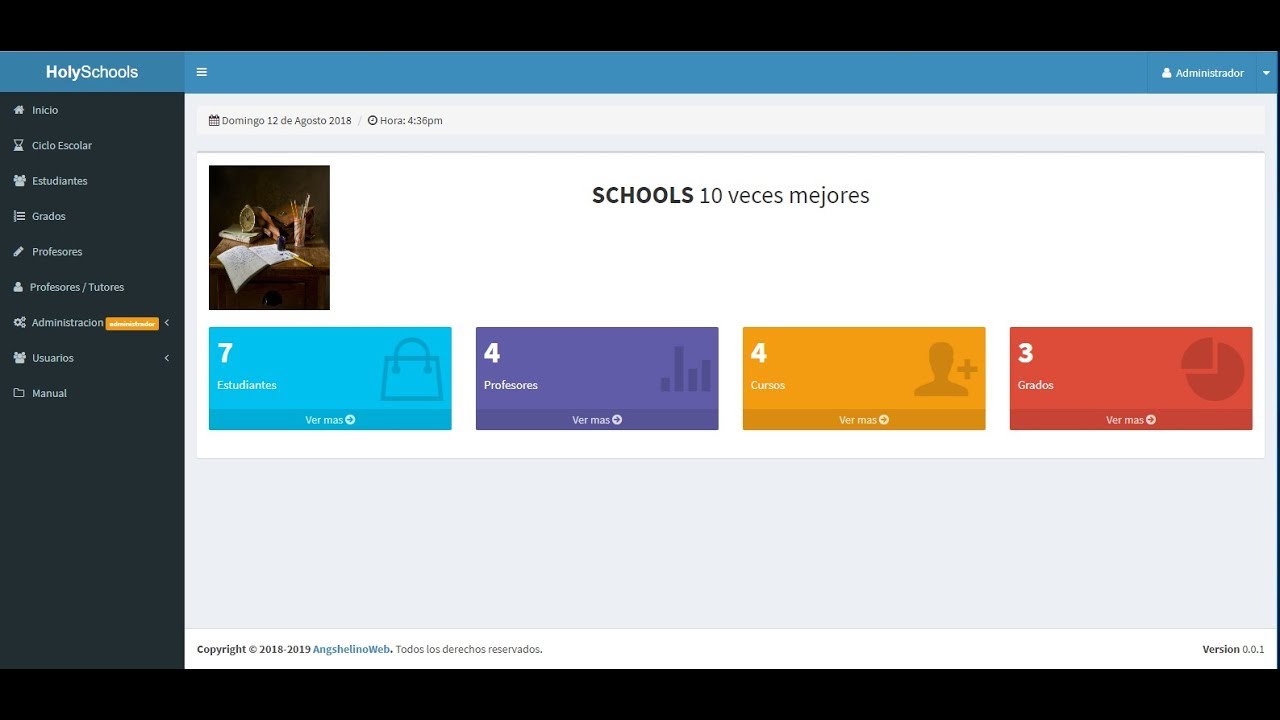 HolySchools
Administrador
Inicio
Ciclo Escolar
Estudiantes
Grados
Profesores
Profesores / Tutores
Administracion administrador
Usuarios
Manual
Domingo 12 de Agosto 2018 / Hora: 4:36pm
SCHOOLS 10 veces mejores
7
Estudiantes
Ver mas
4
Profesores
Ver mas
4
Cursos
Ver mas
3
Grados
Ver mas
Copyright © 2018-2019 AngshelinoWeb. Todos los derechos reservados.
Version 0.0.1